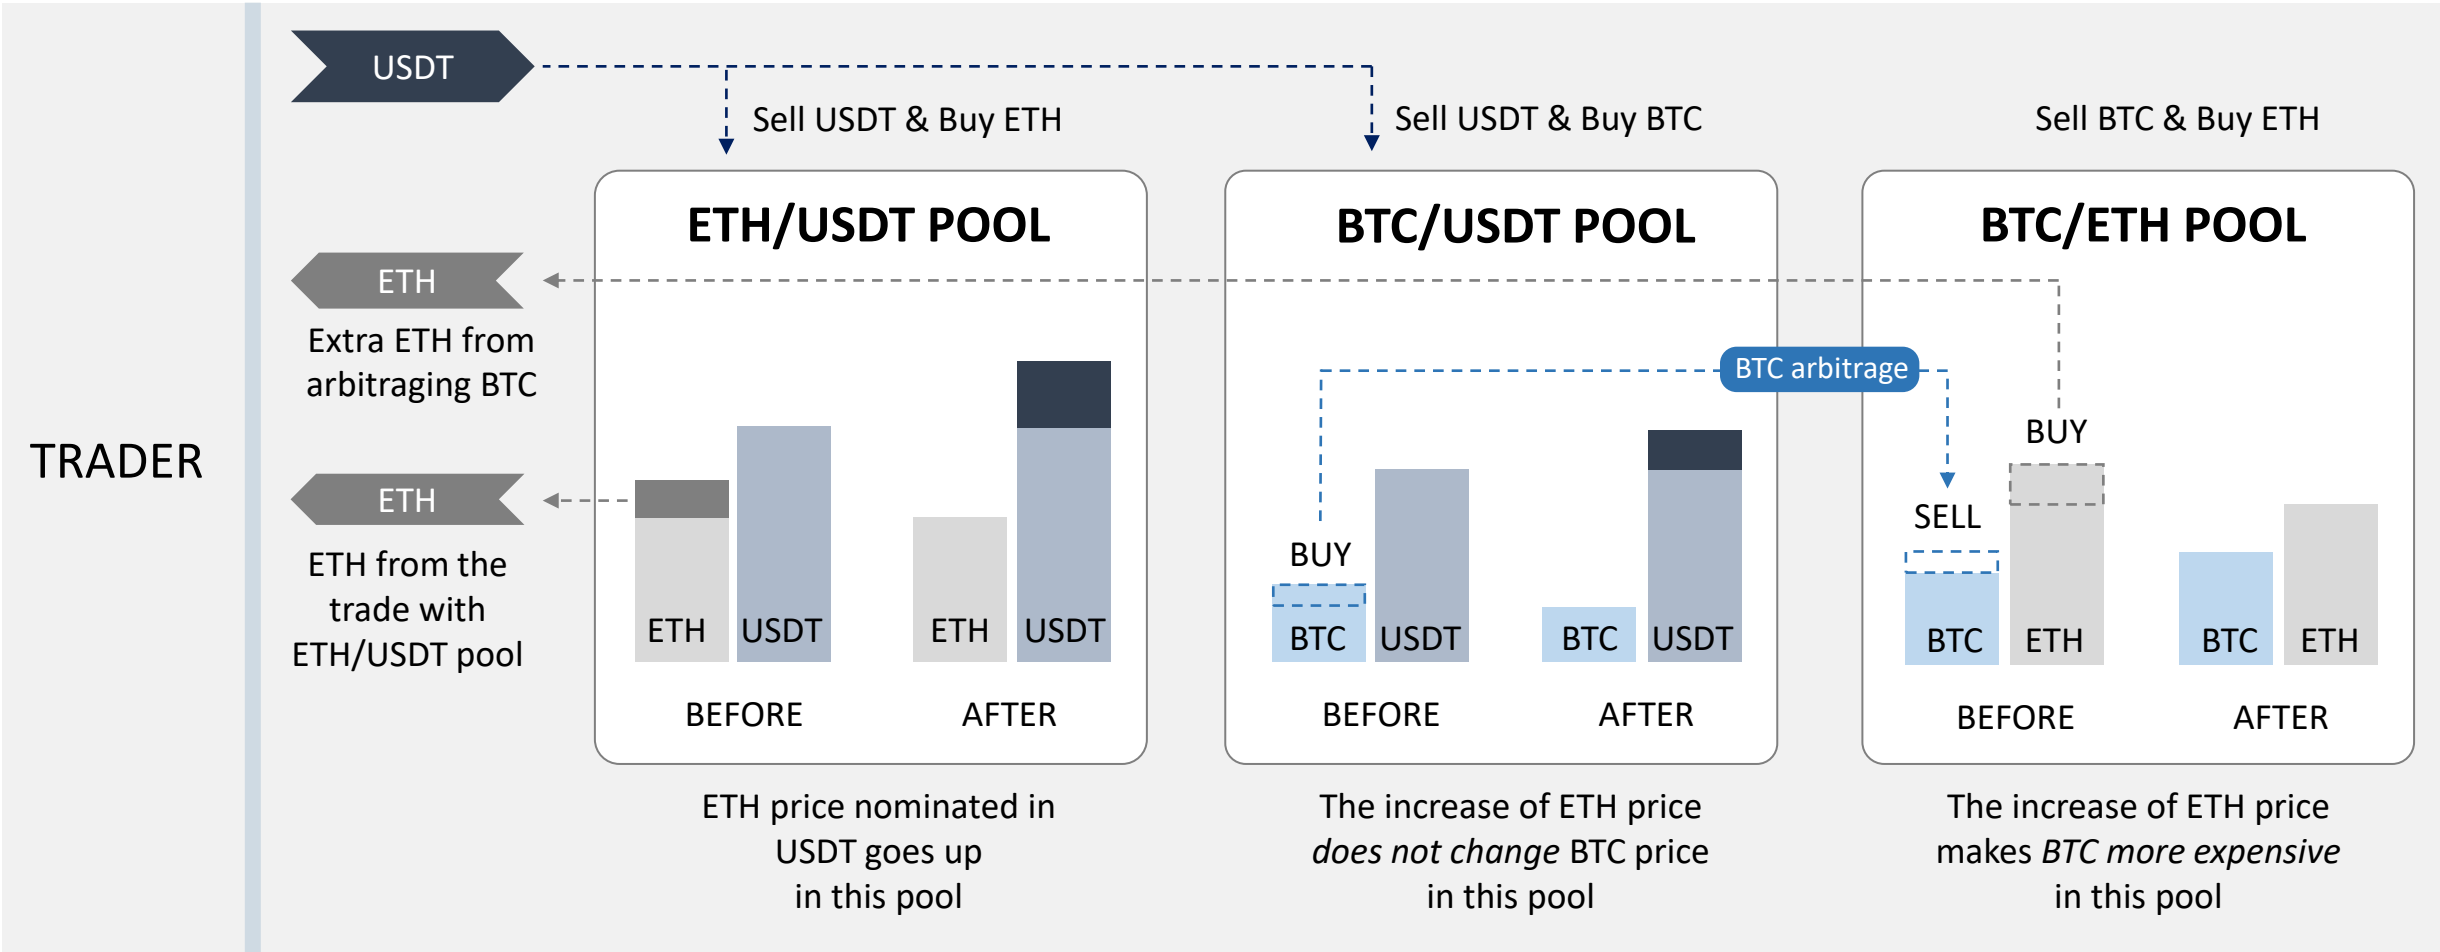 TRADER
USDT
ETH
Extra ETH from
arbitraging BTC
ETH
ETH from the
trade with
ETH/USDT pool
Sell USDT & Buy ETH
ETH/USDT POOL
ETH
USDT
ETH
USDT
BEFORE
AFTER
ETH price nominated in
USDT goes up
in this pool
Sell USDT & Buy BTC
BTC/USDT POOL
BTC arbitrage
BUY
BTC
USDT
BTC
USDT
BEFORE
AFTER
The increase of ETH price
does not change BTC price
in this pool
Sell BTC & Buy ETH
BTC/ETH POOL
BUY
SELL
BTC
ETH
BTC
ETH
BEFORE
AFTER
The increase of ETH price
makes BTC more expensive
in this pool